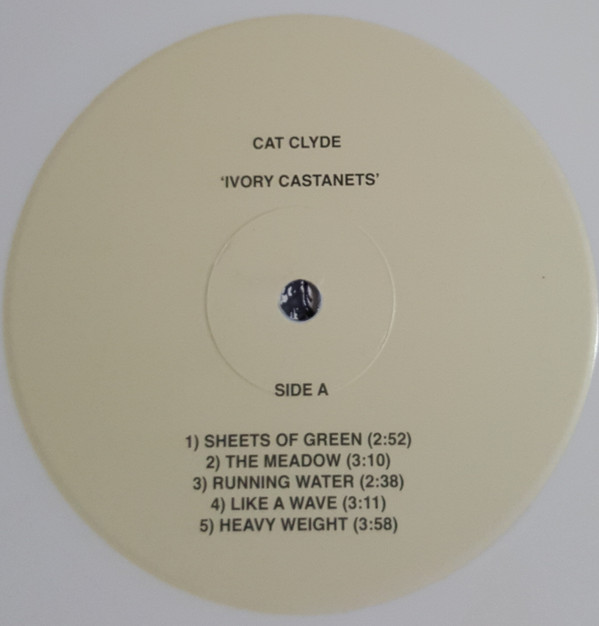 CAT CLYDE
'IVORY CASTANETS'
SIDE A
1) SHEETS OF GREEN (2:52)
2) THE MEADOW (3:10)
3) RUNNING WATER (2:38)
4) LIKE A WAVE (3:11)
5) HEAVY WEIGHT (3:58)